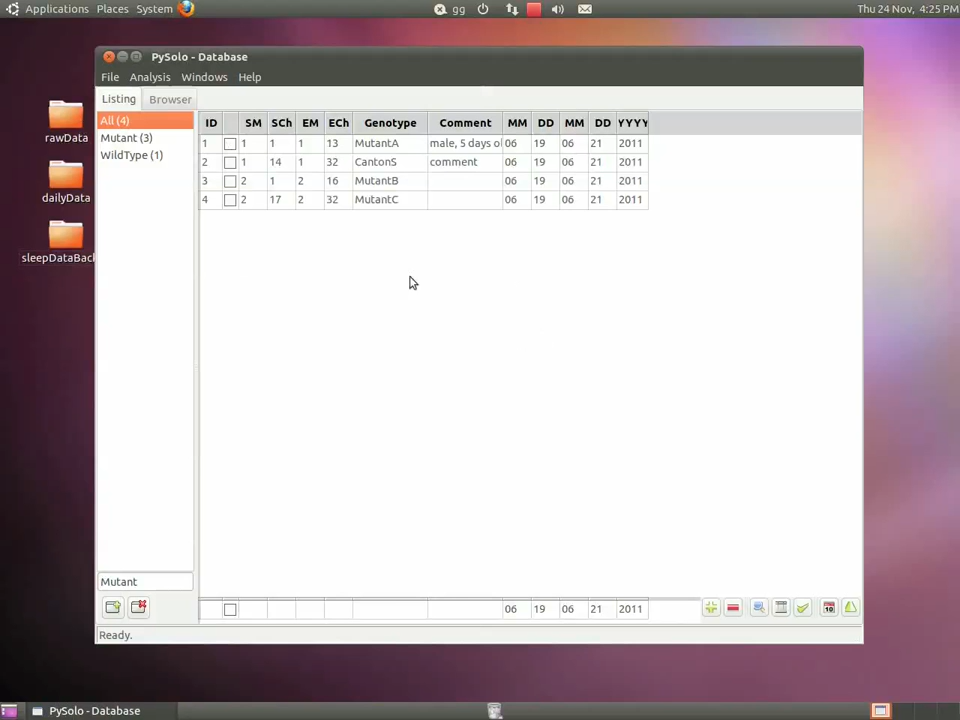 Applications Places System gg Thu 24 Nov, 4:25 PM
PySolo - Database
File Analysis Windows Help
Listing Browser
All (4)
Mutant (3)
WildType (1)
ID SM SCh EM ECh Genotype Comment MM DD MM DD YYYY
1 1 1 1 13 MutantA male, 5 days o 06 19 06 21 2011
2 1 14 1 32 CantonS comment 06 19 06 21 2011
3 2 1 2 16 MutantB 06 19 06 21 2011
4 2 17 2 32 MutantC 06 19 06 21 2011
rawData
dailyData
sleepDataBack
Mutant
06 19 06 21 2011
10
Ready.
PySolo - Database